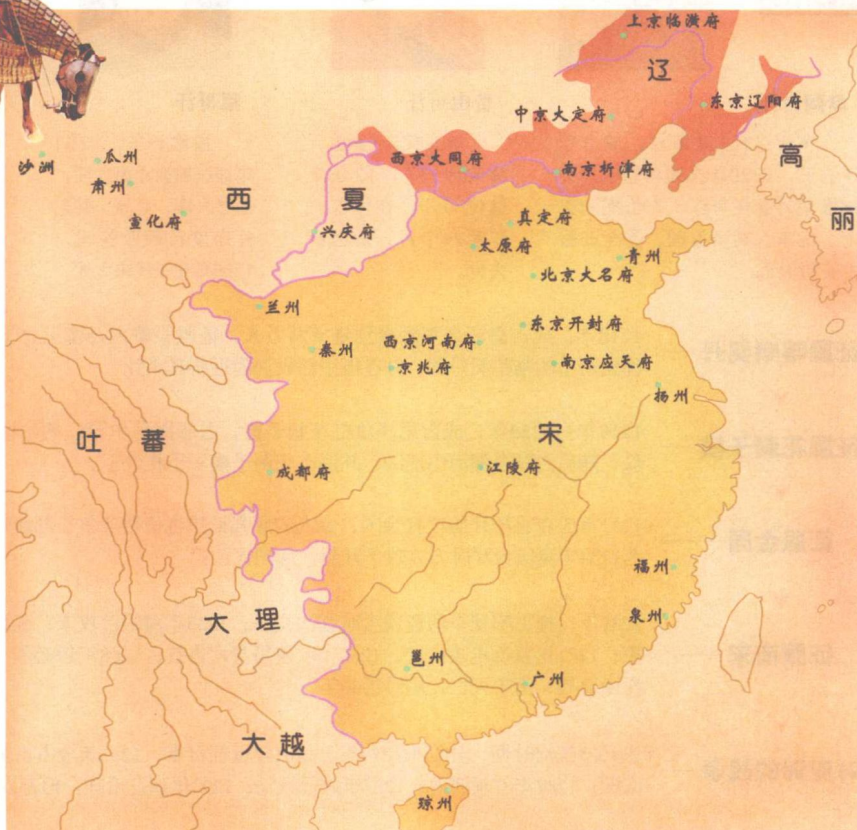 上京临潢府
辽
东京辽阳府
中京大定府
高
沙洲
瓜州
西京大同府
南京析津府
肃州
西
夏
丽
宣化府
真定府
兴庆府
太原府
青州
北京大名府
兰州
东京开封府
西京河南府
秦州
南京应天府
京兆府
扬州
吐
蕃
宋
成都府
江陵府
福州
大理
泉州
邕州
广州
大越
琼州